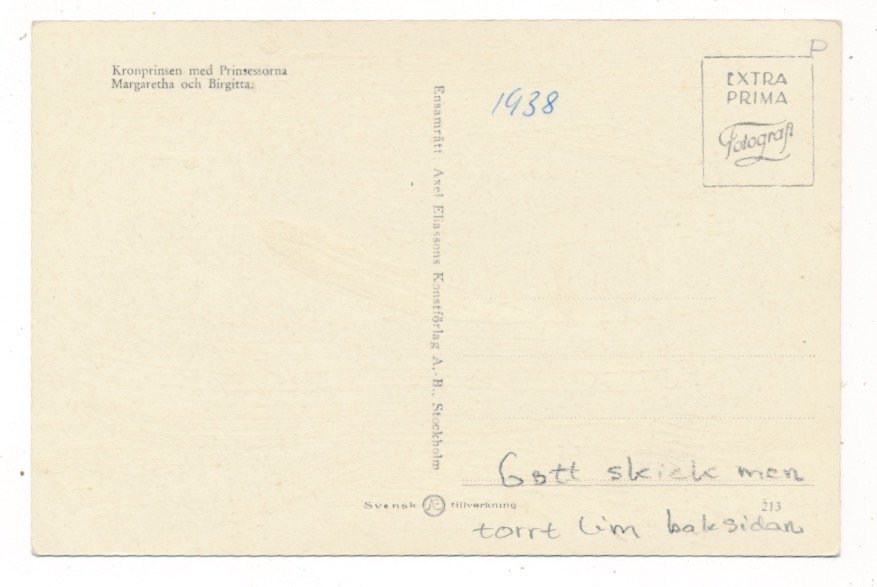 Kronprinsen med Prinsessorna
Margaretha och Birgitta.
Ensamrätt Axel Eliassons Konstförlag A.-B., Stockholm
1938
P
EXTRA
PRIMA
Fotografi
Gott skick men
Svensk Æ tillverkning
213
torrt lim baksidan